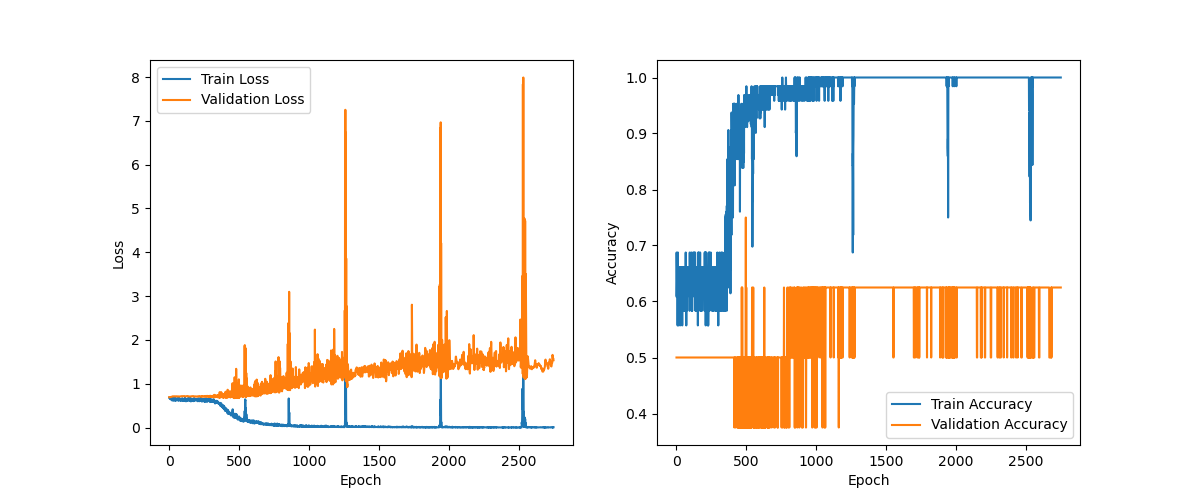 Train Loss
Validation Loss
8
7
6
5
4
3
2
1
0
Loss
0 500 1000 1500 2000 2500
Epoch
1.0
0.9
0.8
0.7
0.6
0.5
0.4
Accuracy
Train Accuracy
Validation Accuracy
0 500 1000 1500 2000 2500
Epoch